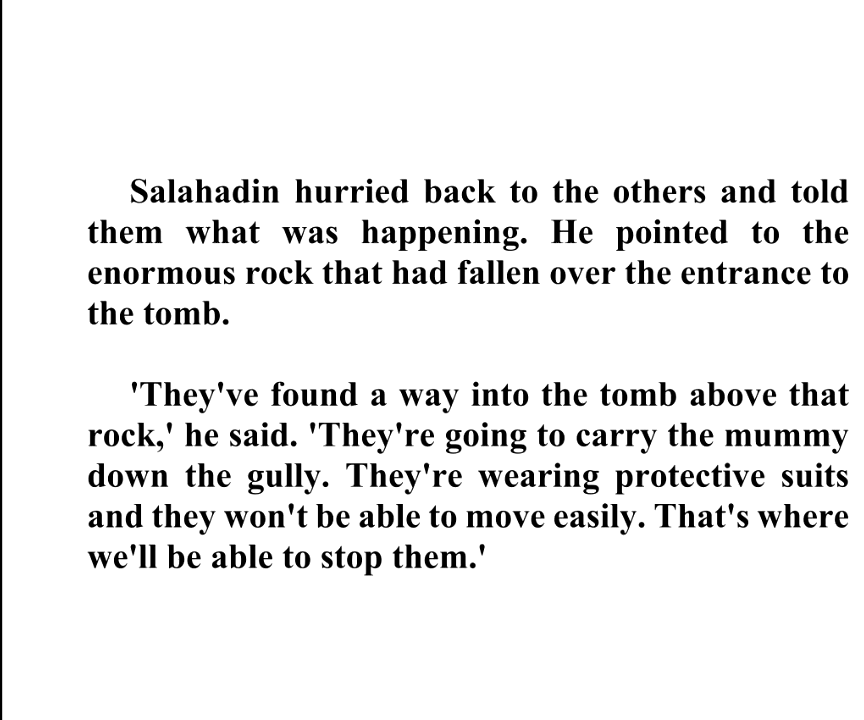 Salahadin hurried back to the others and told
them what was happening. He pointed to the
enormous rock that had fallen over the entrance to
the tomb.
'They've found a way into the tomb above that
rock,' he said. 'They're going to carry the mummy
down the gully. They're wearing protective suits
and they won't be able to move easily. That's where
we'll be able to stop them.'